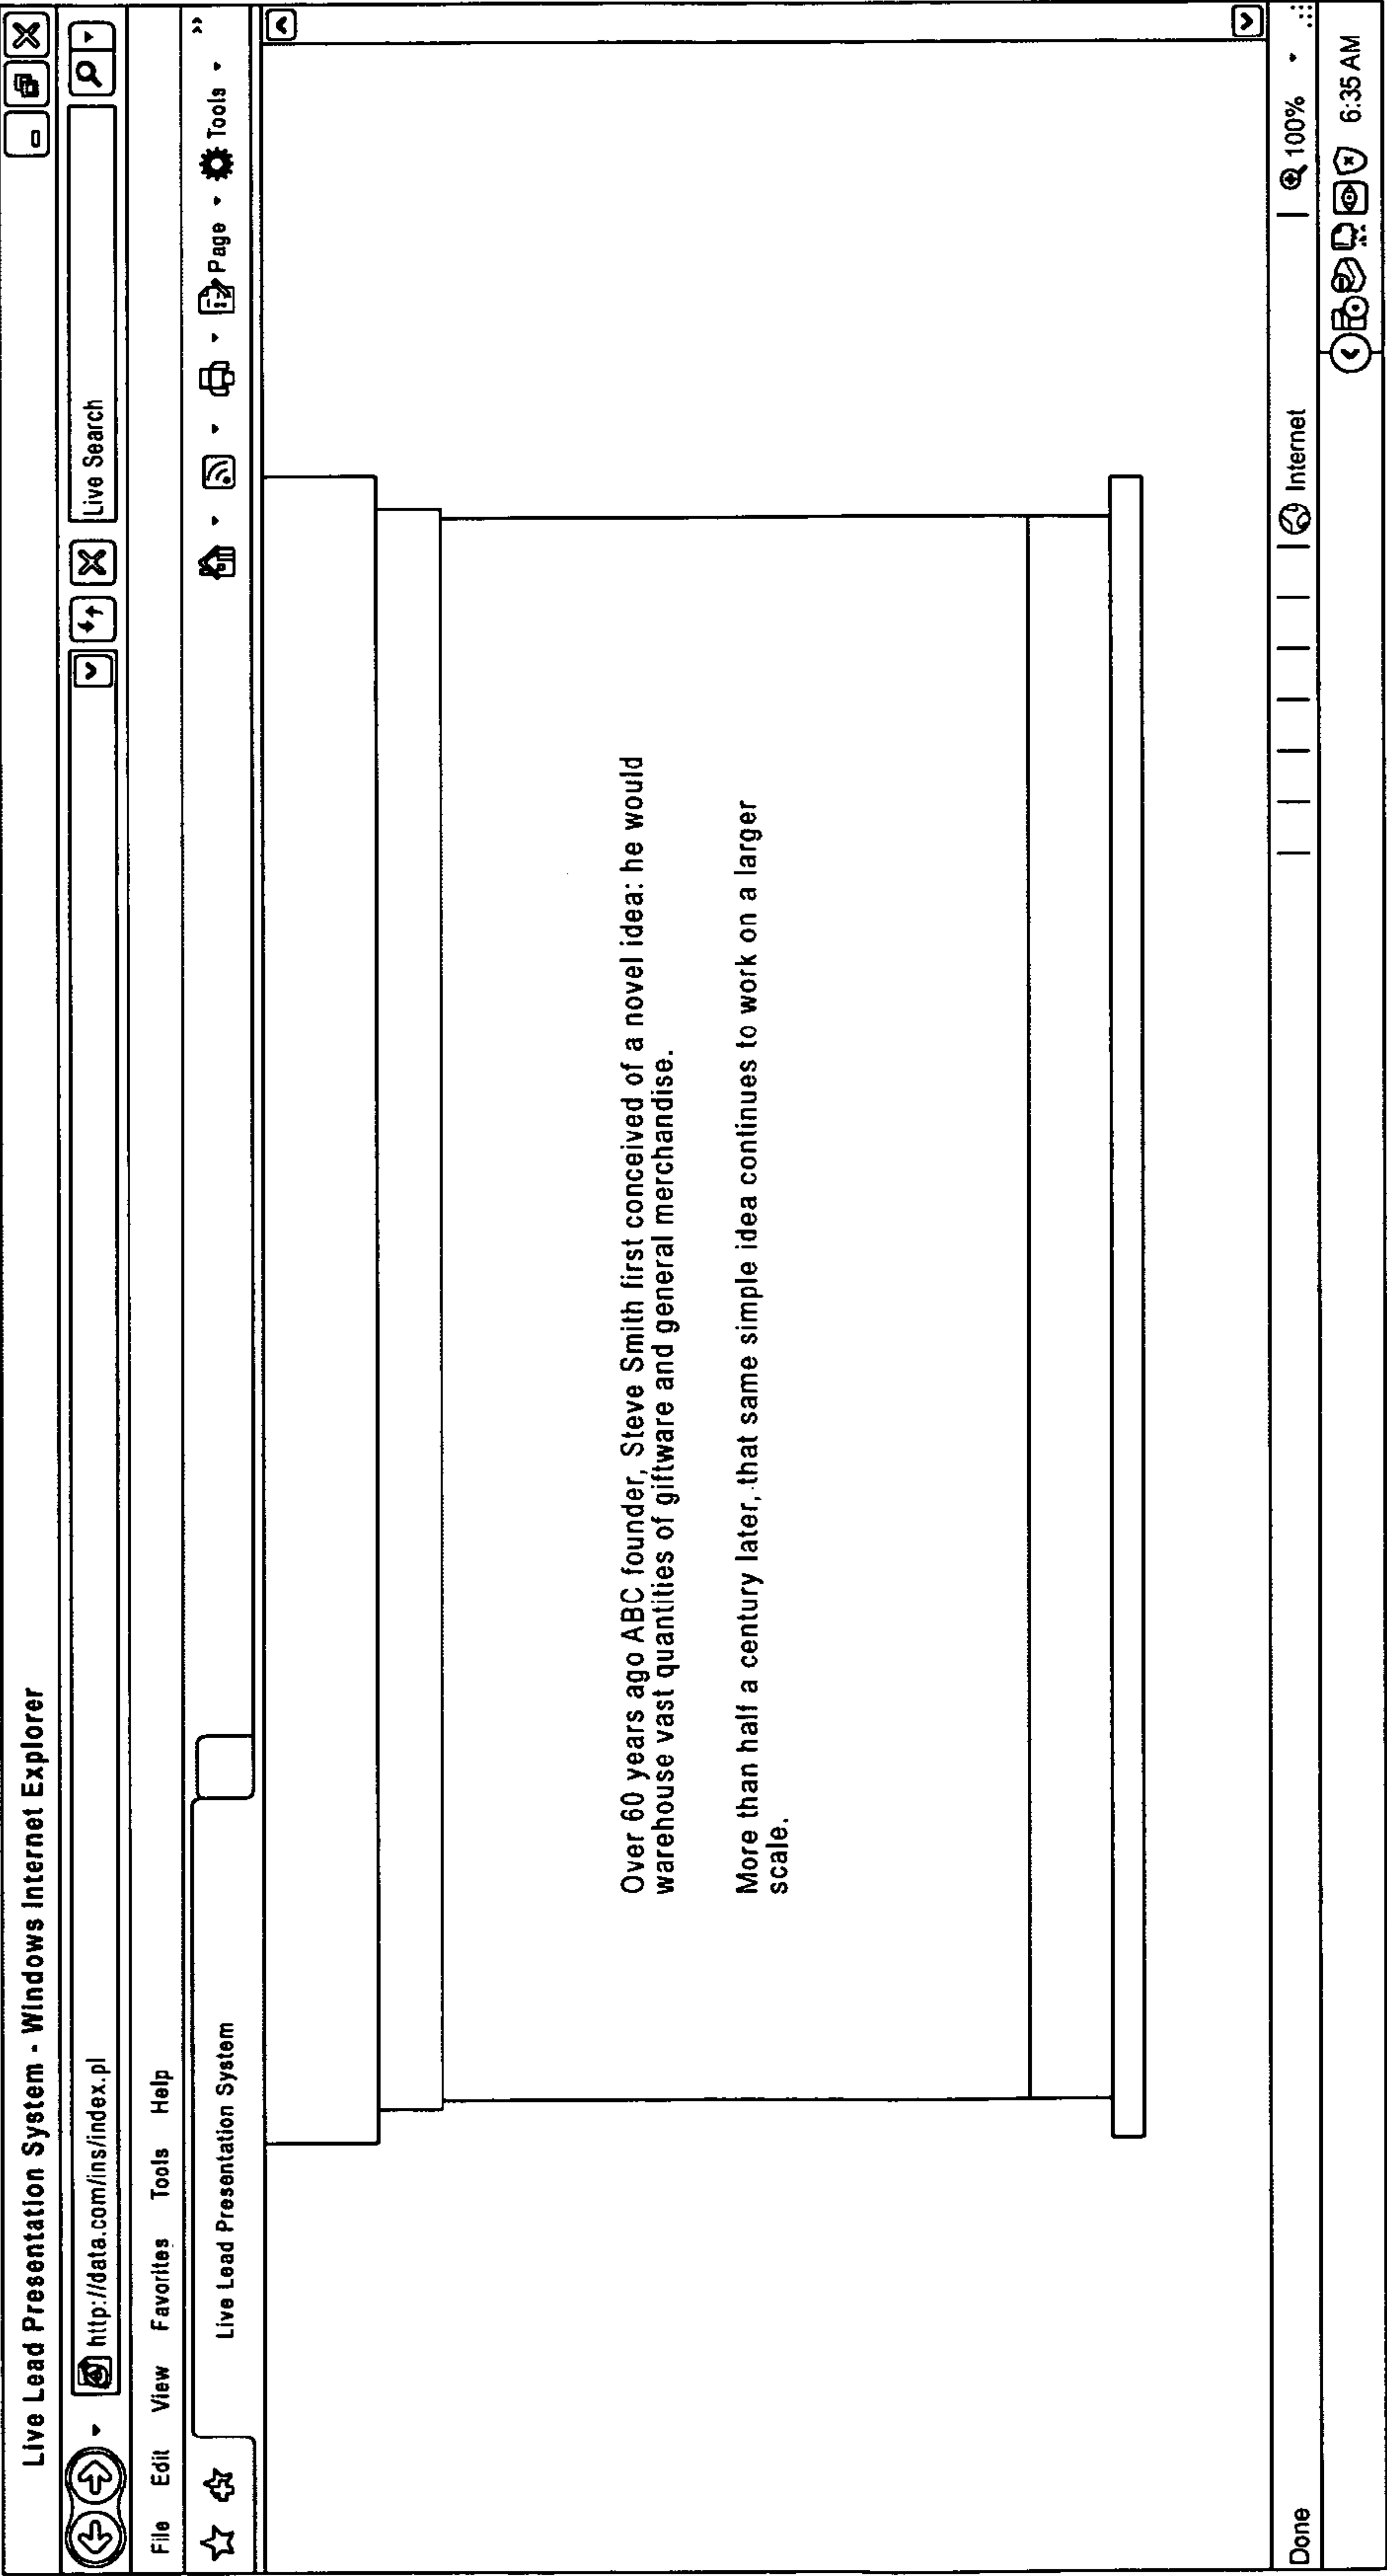 Live Lead Presentation System - Windows Internet Explorer
http://data.com/ins/index.pl
Live Search
File Edit View Favorites Tools Help
Live Lead Presentation System
Page
Tools
Over 60 years ago ABC founder, Steve Smith first conceived of a novel idea: he would
warehouse vast quantities of giftware and general merchandise.
More than half a century later, that same simple idea continues to work on a larger
scale.
Done
Internet
100%
6:35 AM